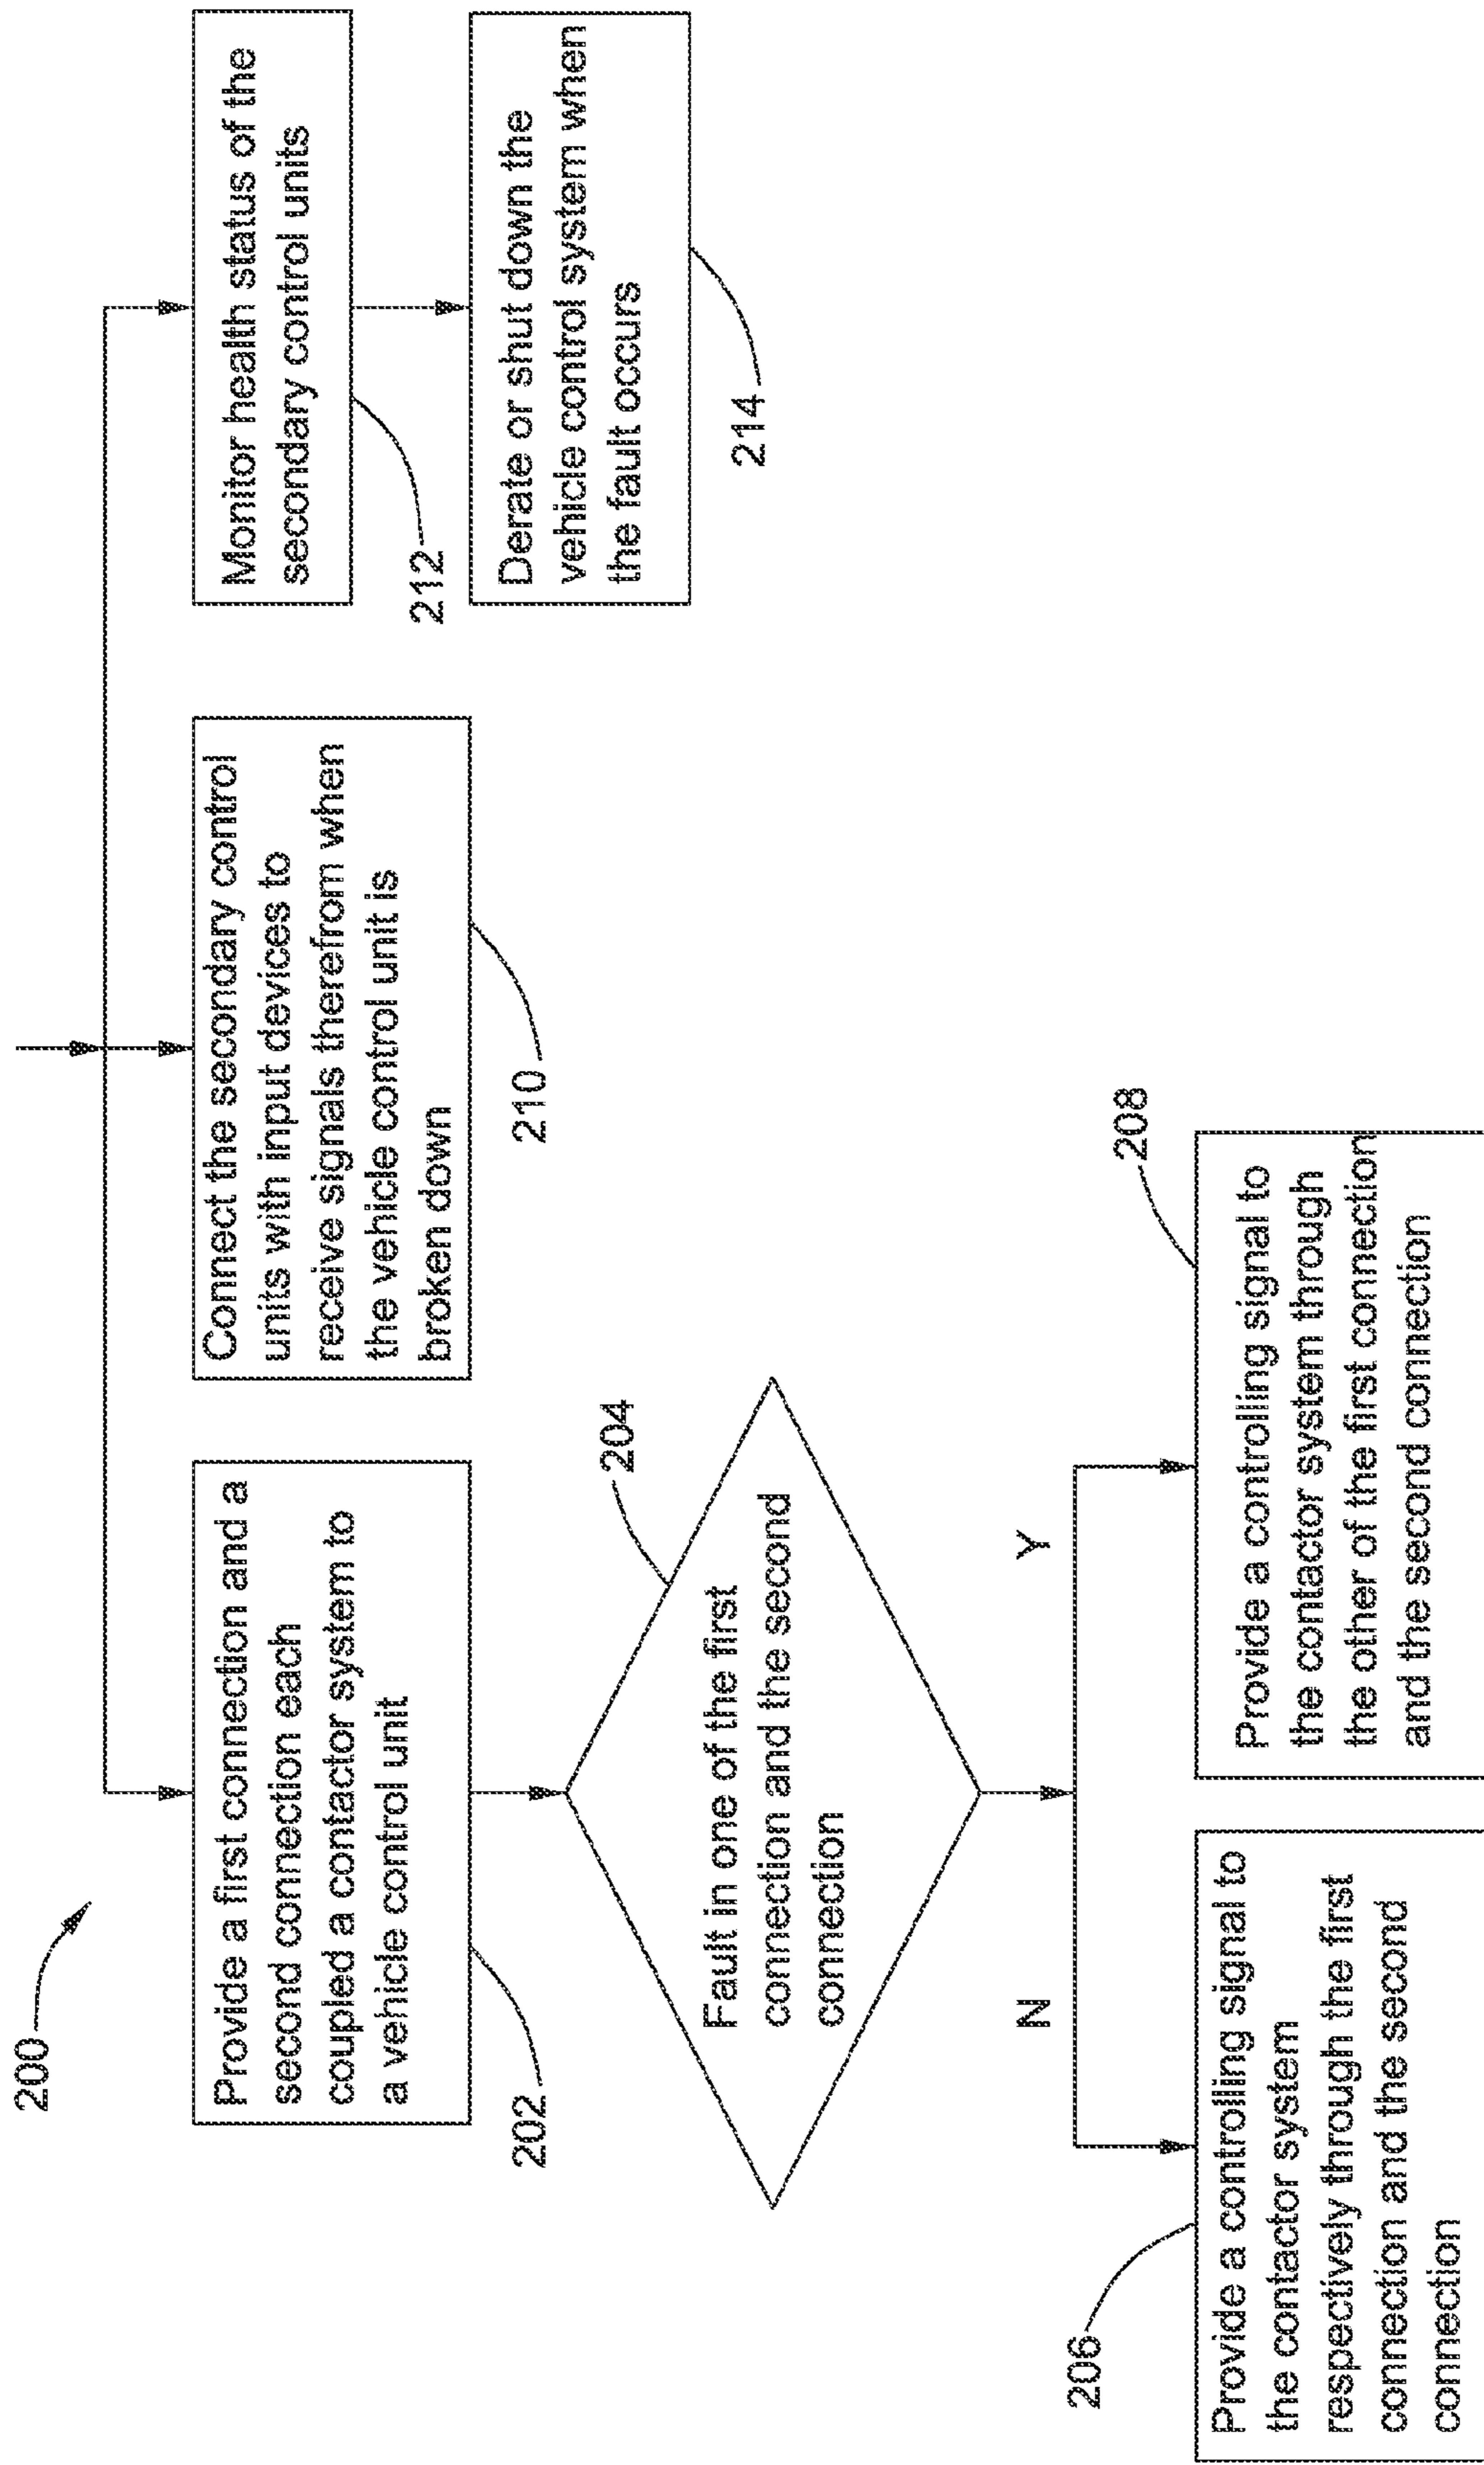 200
Provide a first connection and a
second connection each
coupled a contactor system to
a vehicle control unit
202
Fault in one of the first
connection and the second
connection
204
N
Y
Provide a controlling signal to
the contactor system
respectively through the first
connection and the second
connection
206
Provide a controlling signal to
the contactor system through
the other of the first connection
and the second connection
208
Connect the secondary control
units with input devices to
receive signals therefrom when
the vehicle control unit is
broken down
210
Monitor health status of the
secondary control units
212
Derate or shut down the
vehicle control system when
the fault occurs
214